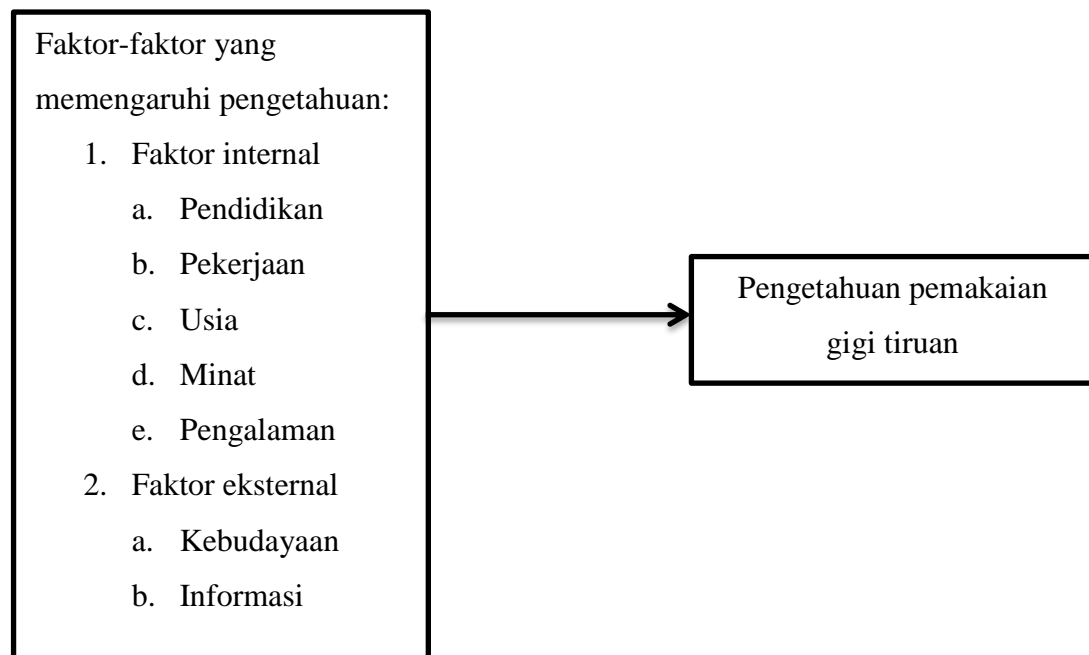 Faktor-faktor yang
memengaruhi pengetahuan:
1. Faktor internal
a. Pendidikan
b. Pekerjaan
c. Usia
d. Minat
e. Pengalaman
2. Faktor eksternal
a. Kebudayaan
b. Informasi
Pengetahuan pemakaian
gigi tiruan